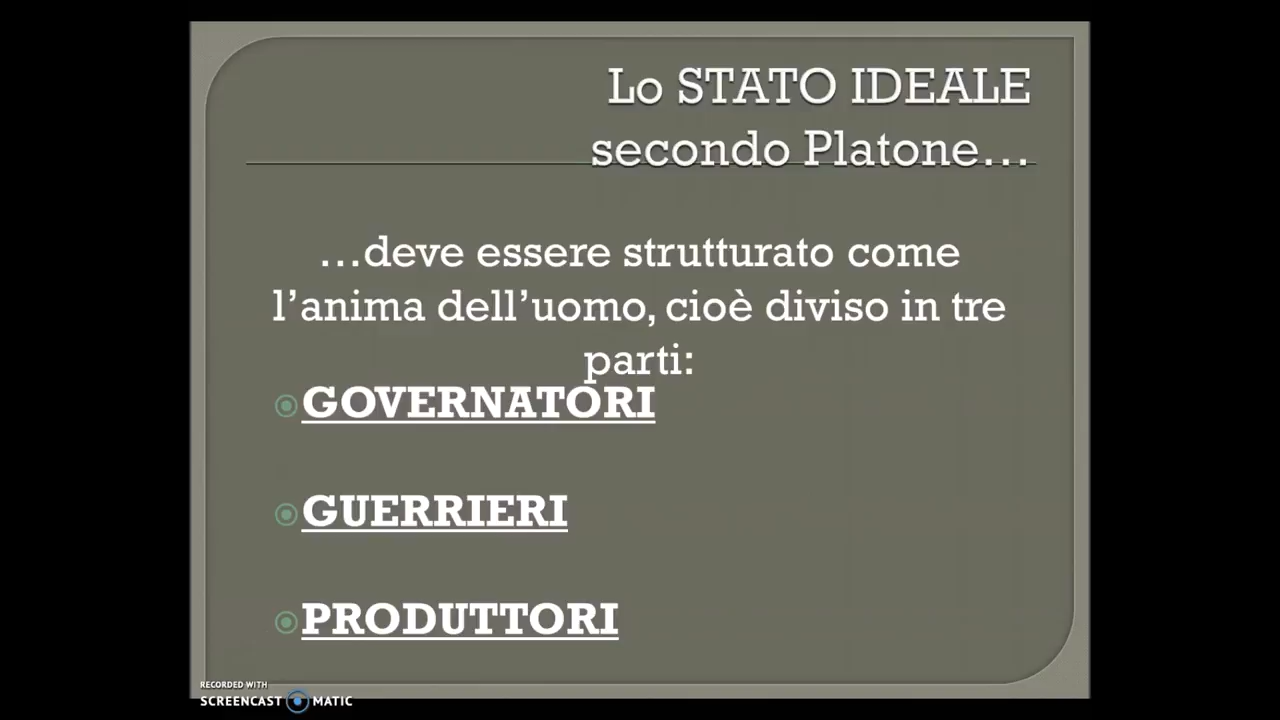 Lo STATO IDEALE
secondo Platone...
...deve essere strutturato come
l’anima dell’uomo, cioè diviso in tre
parti:
GOVERNATORI
GUERRIERI
PRODUTTORI
RECORDED WITH
SCREENCAST MATIC